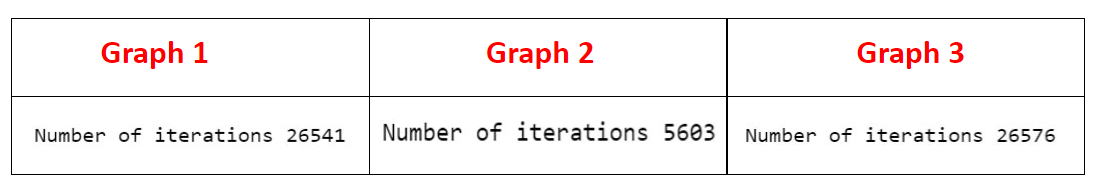 Graph 1 Graph 2 Graph 3
Number of iterations 26541 Number of iterations 5603 Number of iterations 26576